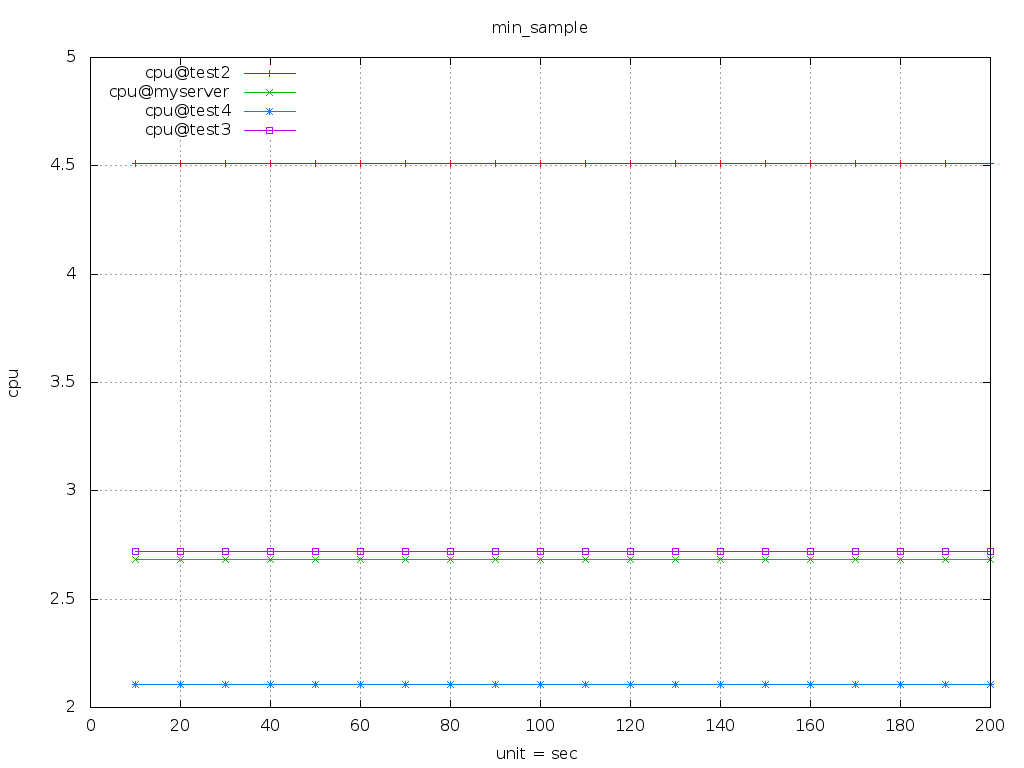 min_sample
5
cpu@test2
cpu@myserver
cpu@test4
cpu@test3
4.5
4
3.5
cpu
3
2.5
2
0 20 40 60 80 100 120 140 160 180 200
unit = sec